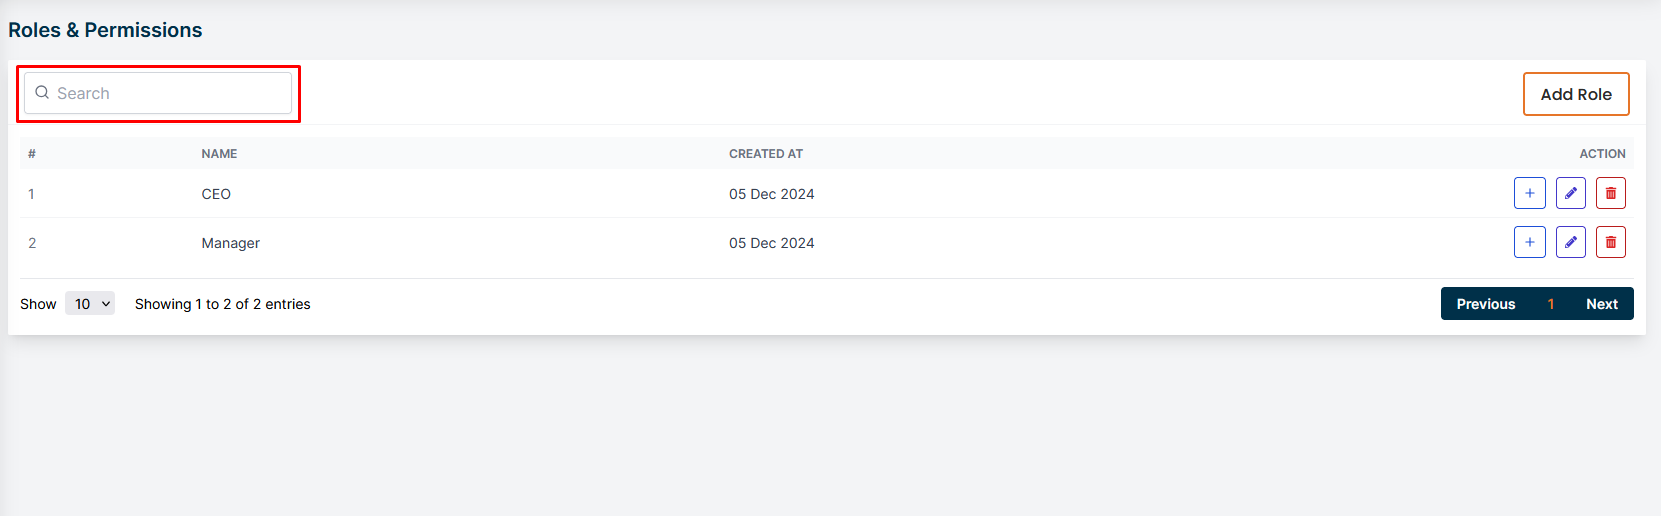 Roles & Permissions
Search
Add Role
# NAME CREATED AT ACTION
1 CEO 05 Dec 2024
2 Manager 05 Dec 2024
Show 10 Showing 1 to 2 of 2 entries Previous 1 Next